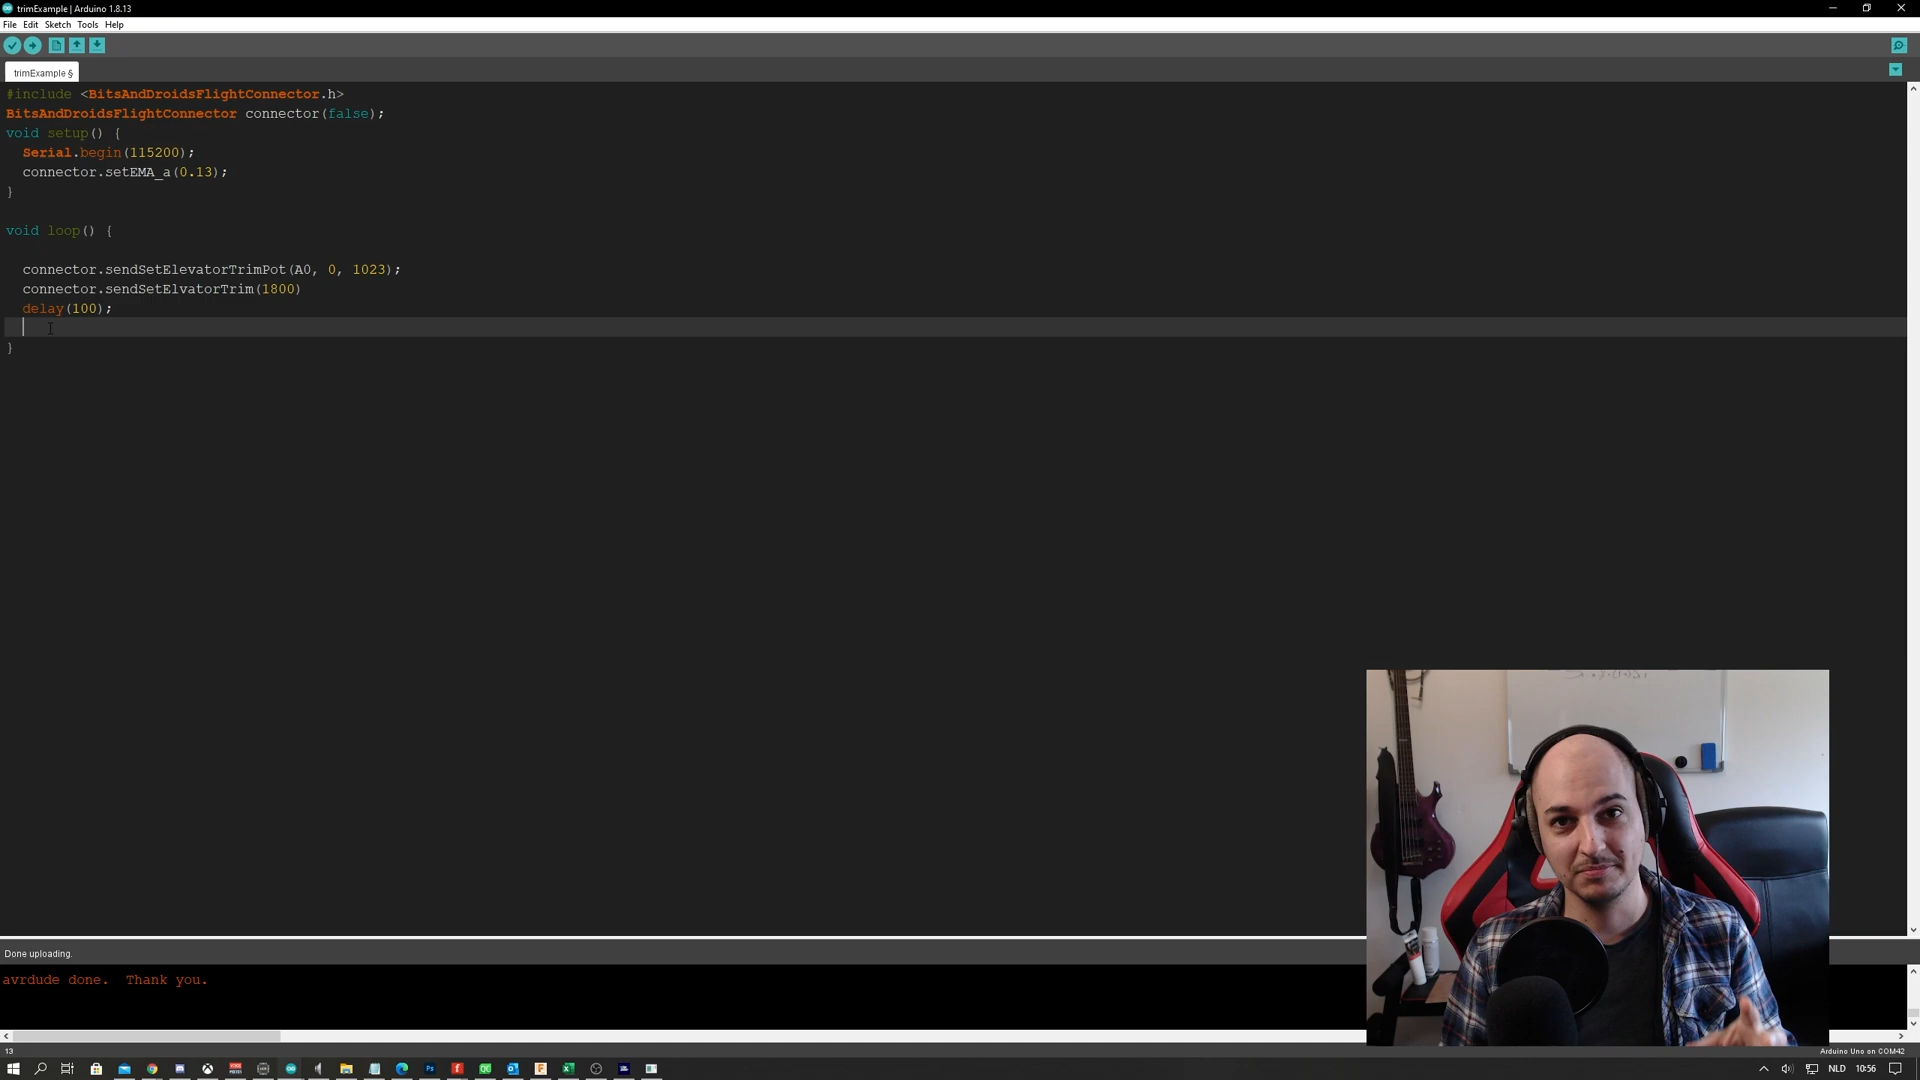 trimExample | Arduino 1.8.13
File Edit Sketch Tools Help
trimExample §
#include <BitsAndDroidsFlightConnector.h>
BitsAndDroidsFlightConnector connector(false);
void setup() {
Serial.begin(115200);
connector.setEMA_a(0.13);
}
void loop() {
connector.sendSetElevatorTrimPot(A0, 0, 1023);
connector.sendSetElvatorTrim(1800)
delay(100);
}
Done uploading.
avrdude done.  Thank you.
13
Arduino Uno on COM42
NLD 10:56